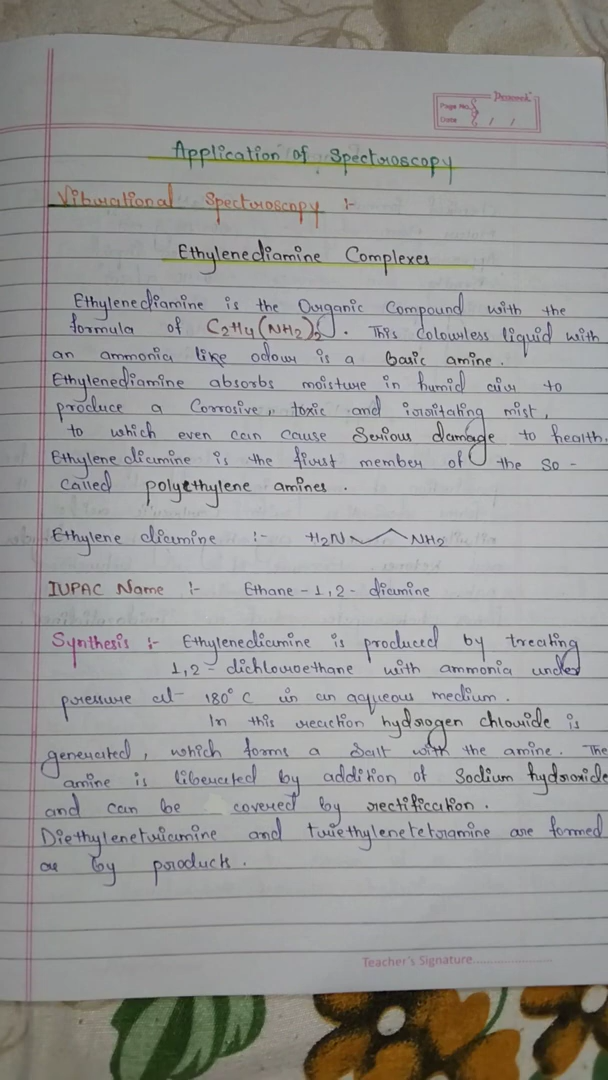 Page No.
Date / /
Application of Spectroscopy
Vibrational Spectroscopy :-
Ethylenediamine Complexes
Ethylenediamine is the Organic Compound with the
formula of C2H4(NH2)2. This Colourless liquid with
an ammonia like odour is a basic amine.
Ethylenediamine absorbs moisture in humid air to
produce a Corrosive, toxic and irritating mist,
to which even can cause Serious damage to health.
Ethylene diamine is the first member of the so -
called polyethylene amines.
Ethylene diamine :- H2N NH2
IUPAC Name :- Ethane - 1,2 - diamine
Synthesis :- Ethylenediamine is produced by treating
1,2 - dichloroethane with ammonia under
pressure at 180° C in an aqueous medium.
In this reaction hydrogen chloride is
generated, which forms a Salt with the amine. The
amine is liberated by addition of Sodium hydroxide
and can be covered by rectification.
Diethylenetriamine and triethylenetetramine are formed
as by products.
Teacher's Signature